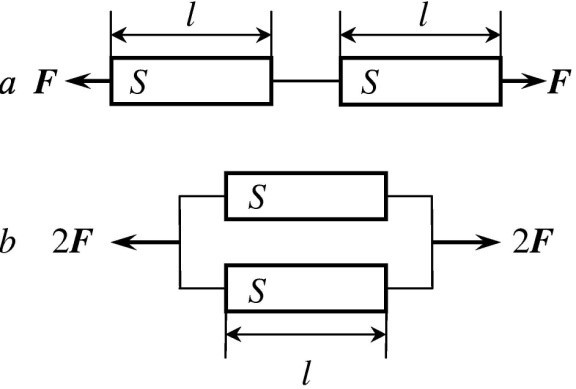 l l
a F S S F
S
b 2F 2F
S
l